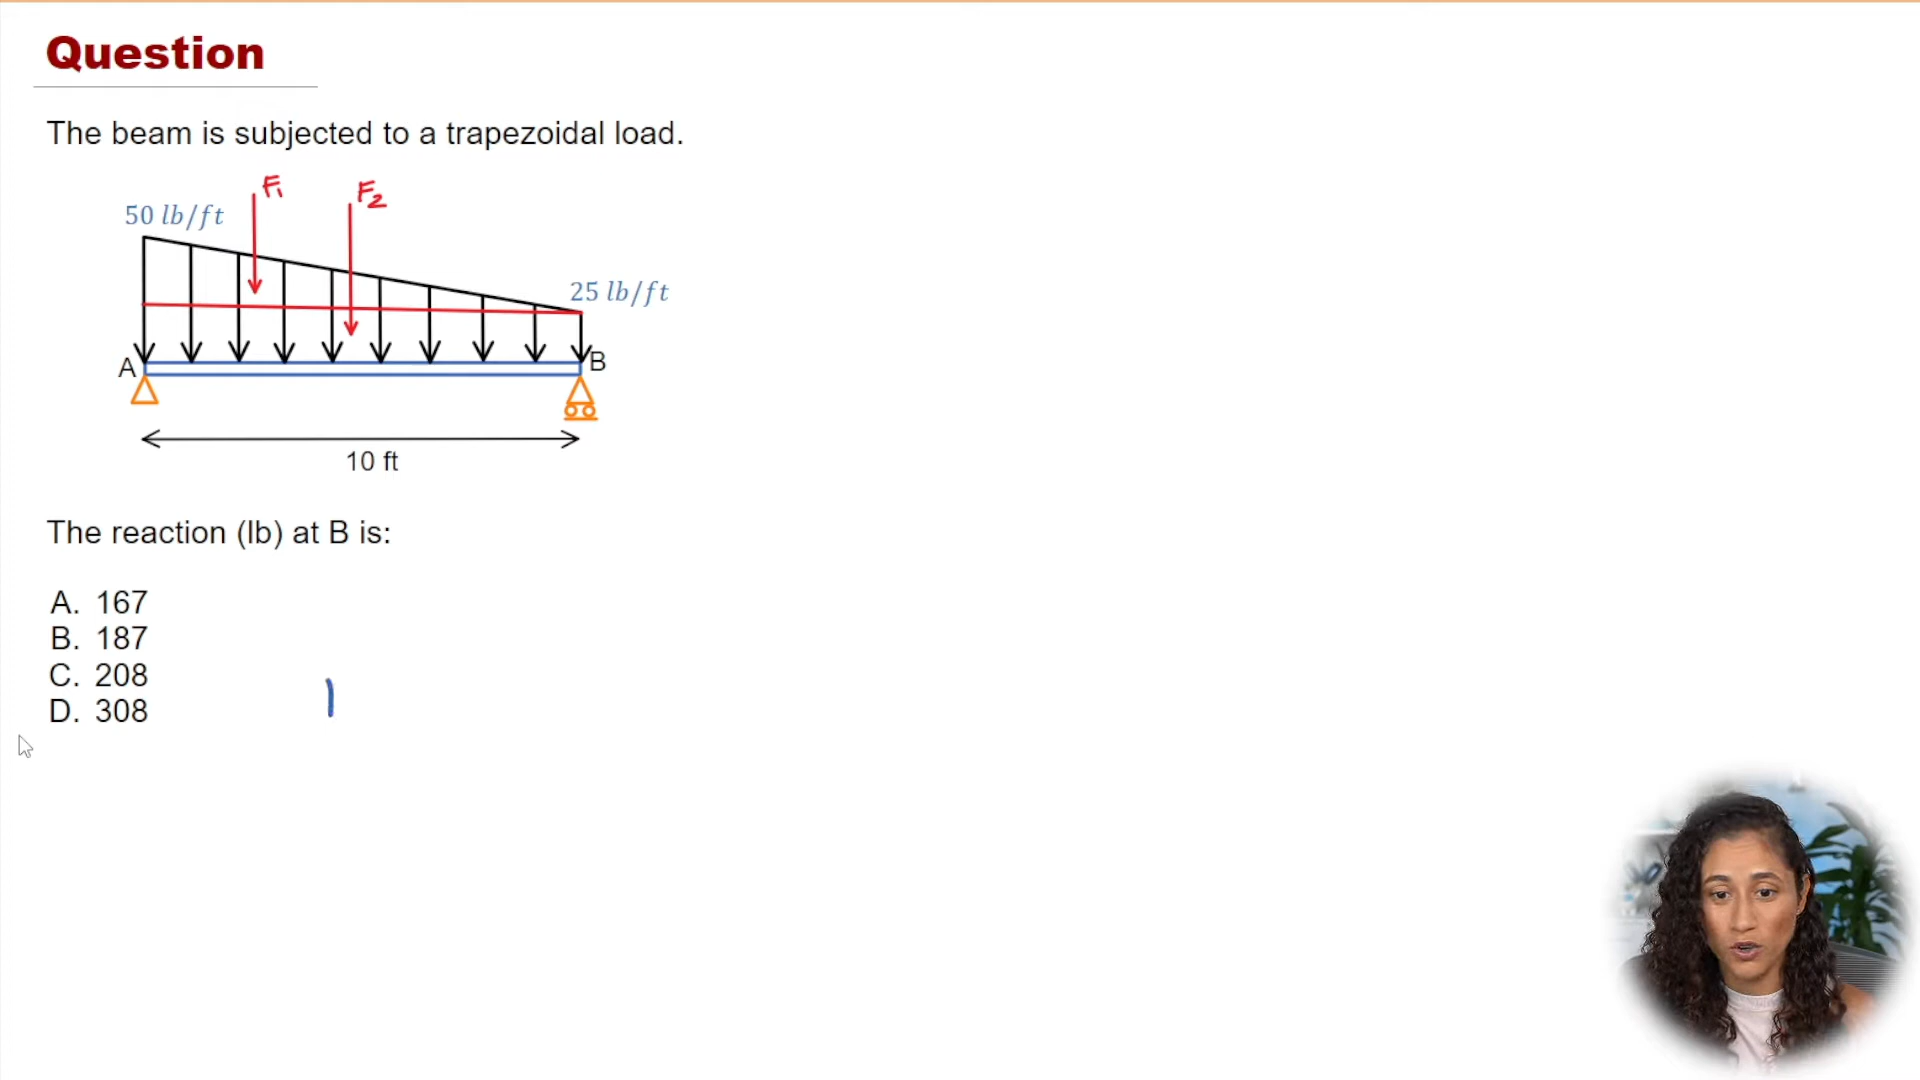 Question
The beam is subjected to a trapezoidal load.
F1
F2
50 lb/ft
25 lb/ft
A
B
10 ft
The reaction (lb) at B is:
A. 167
B. 187
C. 208
D. 308